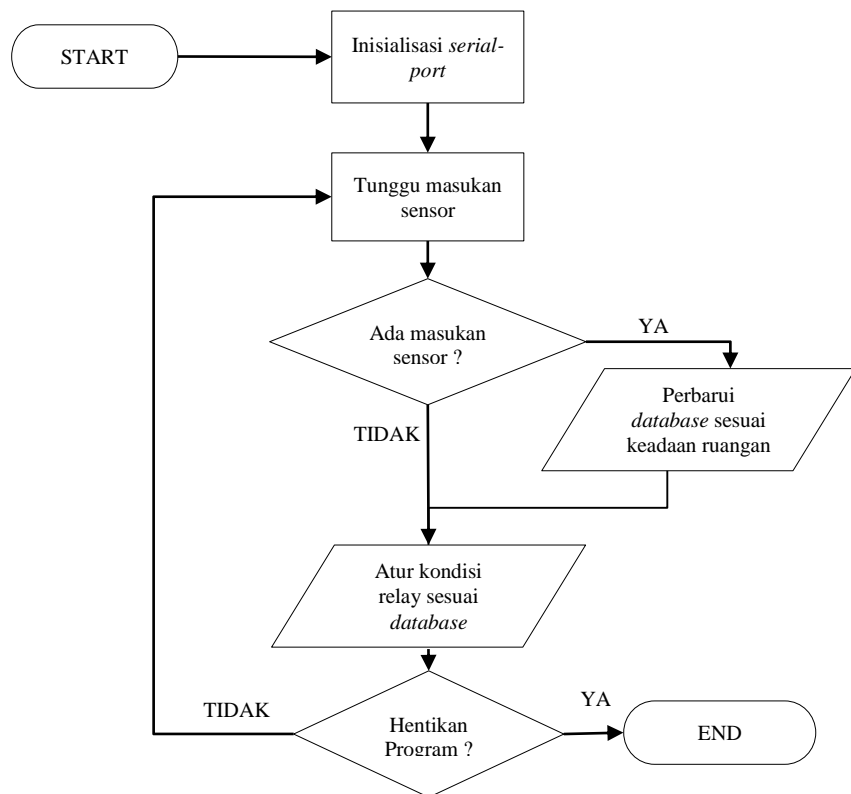 START
Inisialisasi serial-
port
Tunggu masukan
sensor
Ada masukan
sensor ?
YA
Perbarui
database sesuai
keadaan ruangan
TIDAK
Atur kondisi
relay sesuai
database
TIDAK
Hentikan
Program ?
YA
END